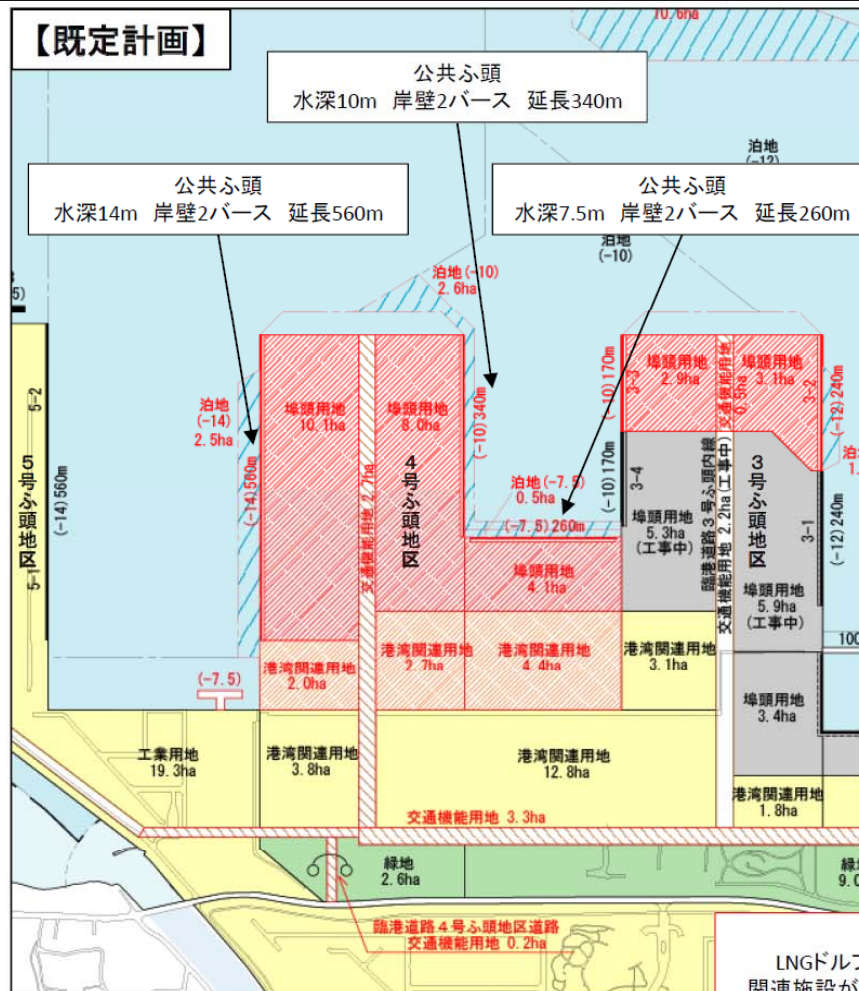 10.6ha
【既定計画】
公共ふ頭
水深10m 岸壁2バース 延長340m
公共ふ頭
水深14m 岸壁2バース 延長560m
公共ふ頭
水深7.5m 岸壁2バース 延長260m
泊地
(-12)
泊地
(-10)
泊地(-10)
2.6ha
5)
5-2
5号ふ頭地区
5-1
(-14)560m
泊地
(-14)
2.5ha
(-14)560m
埠頭用地
10.1ha
交通機能用地 2.7ha
埠頭用地
8.0ha
4号ふ頭地区
(-10)340m
泊地(-7.5)
0.5ha
(-7.5)260m
埠頭用地
4.1ha
(-10)170m
3-3
埠頭用地
2.9ha
交通機能用地
0.5ha
埠頭用地
3.1ha
3-2
(-12)240m
泊
1.
(-10)170m
3-4
埠頭用地
5.3ha
(工事中)
臨港道路3号ふ頭内線
交通機能用地 2.2ha(工事中)
3号ふ頭地区
3-1
(-12)240m
埠頭用地
5.9ha
(工事中)
100
(-7.5)
港湾関連用地
2.0ha
港湾関連用地
2.7ha
港湾関連用地
4.4ha
港湾関連用地
3.1ha
埠頭用地
3.4ha
工業用地
19.3ha
港湾関連用地
3.8ha
港湾関連用地
12.8ha
港湾関連用地
1.8ha
交通機能用地 3.3ha
緑地
2.6ha
緑
9.0
臨港道路4号ふ頭地区道路
交通機能用地 0.2ha
LNGドル
関連施設が